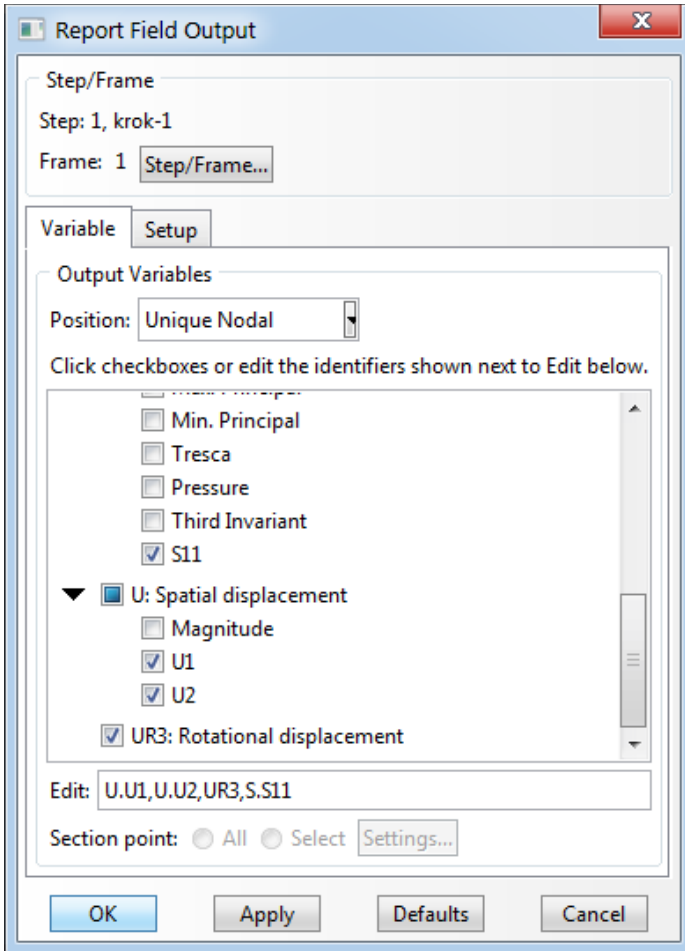 Report Field Output
Step/Frame
Step: 1, krok-1
Frame: 1 Step/Frame...
Variable Setup
Output Variables
Position: Unique Nodal
Click checkboxes or edit the identifiers shown next to Edit below.
Max. Principal
Min. Principal
Tresca
Pressure
Third Invariant
S11
U: Spatial displacement
Magnitude
U1
U2
UR3: Rotational displacement
Edit: U.U1,U.U2,UR3,S.S11
Section point: All Select Settings...
OK Apply Defaults Cancel